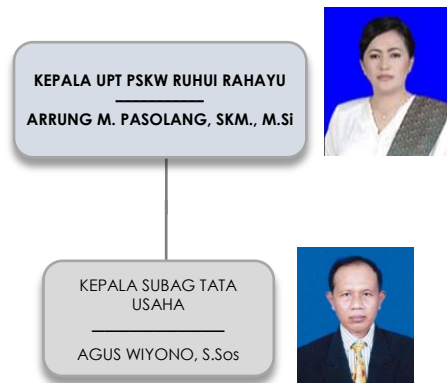 KEPALA UPT PSKW RUHUI RAHAYU
ARRUNG M. PASOLANG, SKM., M.Si
KEPALA SUBAG TATA
USAHA
AGUS WIYONO, S.Sos